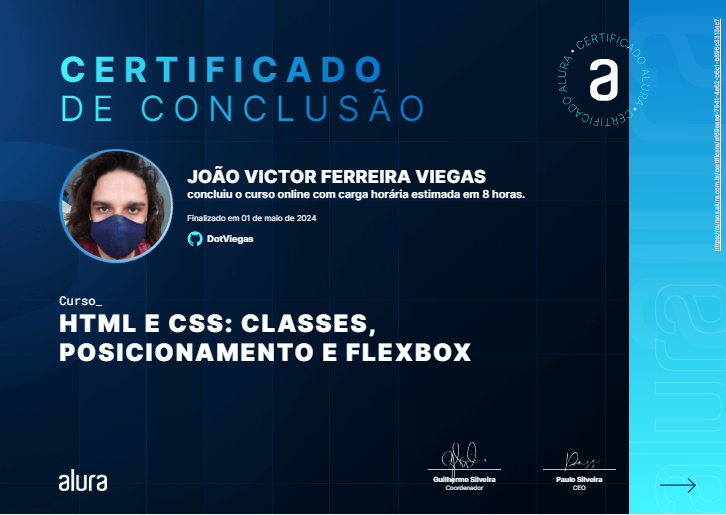 CERTIFICADO
DE CONCLUSÃO
CERTIFICADO ALURA • CERTIFICADO ALURA •
a
JOÃO VICTOR FERREIRA VIEGAS
concluiu o curso online com carga horária estimada em 8 horas.
Finalizado em 01 de maio de 2024
DotViegas
Curso_
HTML E CSS: CLASSES,
POSICIONAMENTO E FLEXBOX
alura
Guilherme Silveira
Coordenador
Paulo Silveira
CEO
alura